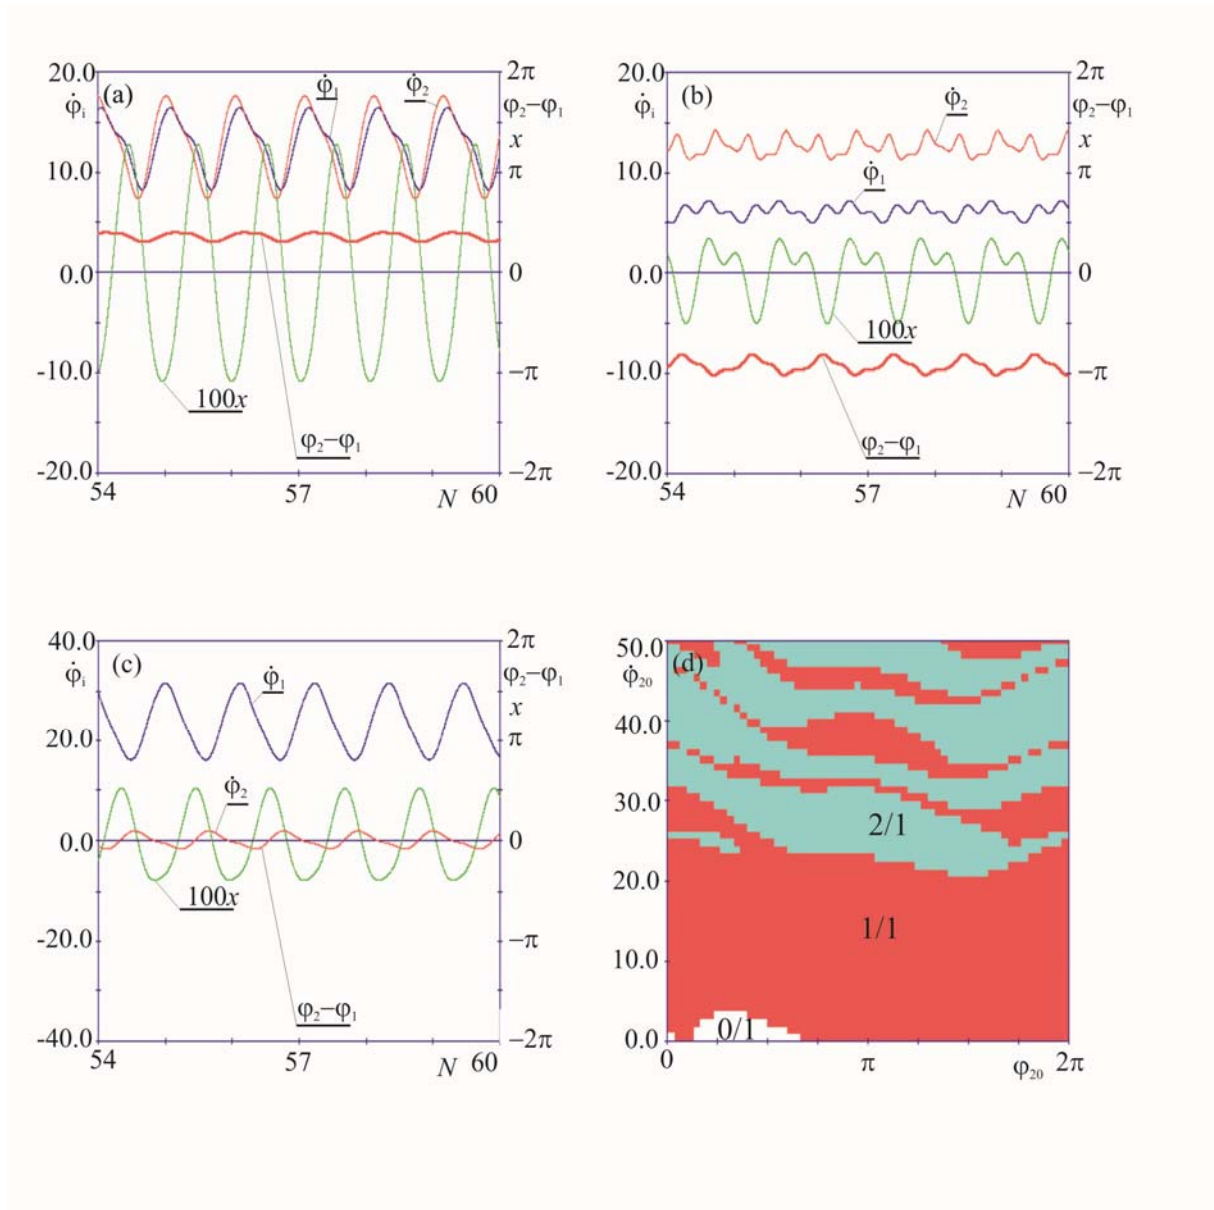 20.0 (a) φ̇₁ φ̇₂ 2π
φ̇ᵢ φ₂−φ₁
x
10.0 π
0.0 0
-10.0 −π
100x
φ₂−φ₁
-20.0 −2π
54 57 N 60
20.0 (b) φ̇₂ 2π
φ̇ᵢ φ₂−φ₁
x
10.0 φ̇₁ π
0.0 0
100x
-10.0 −π
φ₂−φ₁
-20.0 −2π
54 57 N 60
40.0 (c) φ̇₁ 2π
φ̇ᵢ φ₂−φ₁
x
20.0 π
φ̇₂
0.0 0
100x
-20.0 −π
φ₂−φ₁
-40.0 −2π
54 57 N 60
50.0 (d)
φ̇₂₀
40.0
30.0 2/1
20.0
1/1
10.0
0.0 0/1
0 π φ₂₀ 2π